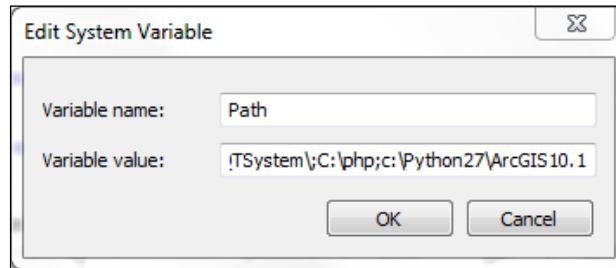 Edit System Variable
Variable name: Path
Variable value: TSystem\;C:\php;c:\Python27\ArcGIS10.1
OK Cancel